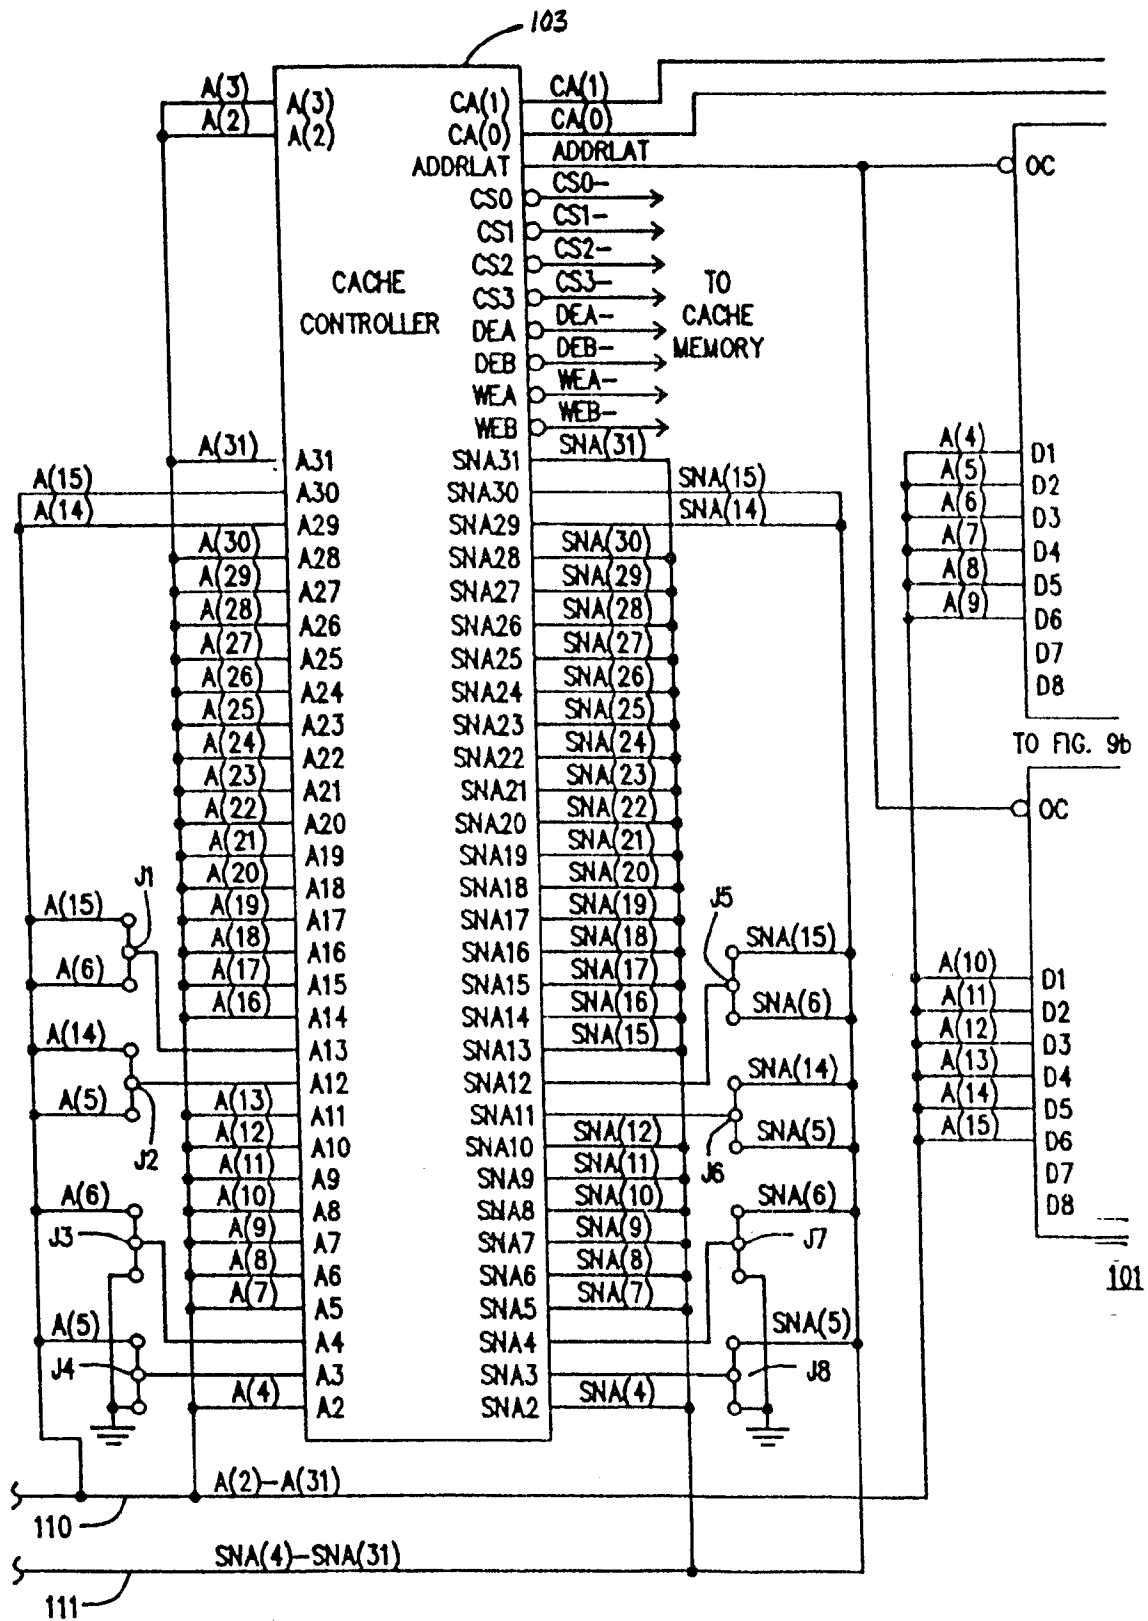 103
A(3) A(3) CA(1) CA(1)
A(2) A(2) CA(0) CA(0)
ADDRLAT ADDRLAT OC
CS0 CS0-
CS1 CS1-
CS2 CS2-
CS3 CS3-
DEA DEA-
DEB DEB-
WEA WEA-
WEB WEB-
CACHE
CONTROLLER
TO
CACHE
MEMORY
A(31) A31 SNA31 SNA(31)
A(15) A30 SNA30 SNA(15)
A(14) A29 SNA29 SNA(14)
A(30) A28 SNA28 SNA(30)
A(29) A27 SNA27 SNA(29)
A(28) A26 SNA26 SNA(28)
A(27) A25 SNA25 SNA(27)
A(26) A24 SNA24 SNA(26)
A(25) A23 SNA23 SNA(25)
A(24) A22 SNA22 SNA(24)
A(23) A21 SNA21 SNA(23)
A(22) A20 SNA20 SNA(22)
A(21) A19 SNA19 SNA(21)
A(20) A18 SNA18 SNA(20)
A(19) A17 SNA17 SNA(19)
A(18) A16 SNA16 SNA(18)
A(17) A15 SNA15 SNA(17)
A(16) A14 SNA14 SNA(16)
A13 SNA13 SNA(15)
A12 SNA12
A(13) A11 SNA11
A(12) A10 SNA10 SNA(12)
A(11) A9 SNA9 SNA(11)
A(10) A8 SNA8 SNA(10)
A(9) A7 SNA7 SNA(9)
A(8) A6 SNA6 SNA(8)
A(7) A5 SNA5 SNA(7)
A4 SNA4
A3 SNA3
A(4) A2 SNA2 SNA(4)
J1
A(15)
A(6)
A(14)
A(5)
J2
A(6)
J3
A(5)
J4
J5
SNA(15)
SNA(6)
SNA(14)
SNA(5)
J6
SNA(6)
J7
SNA(5)
J8
A(4) D1
A(5) D2
A(6) D3
A(7) D4
A(8) D5
A(9) D6
D7
D8
TO FIG. 9b
OC
A(10) D1
A(11) D2
A(12) D3
A(13) D4
A(14) D5
A(15) D6
D7
D8
101
A(2)-A(31)
110
SNA(4)-SNA(31)
111